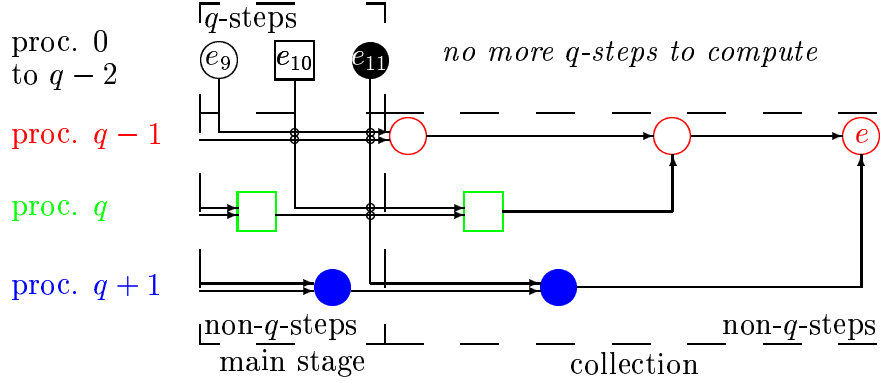 q-steps
proc. 0
to q − 2
e9
e10
e11
no more q-steps to compute
proc. q − 1
e
proc. q
proc. q + 1
non-q-steps
non-q-steps
main stage
collection